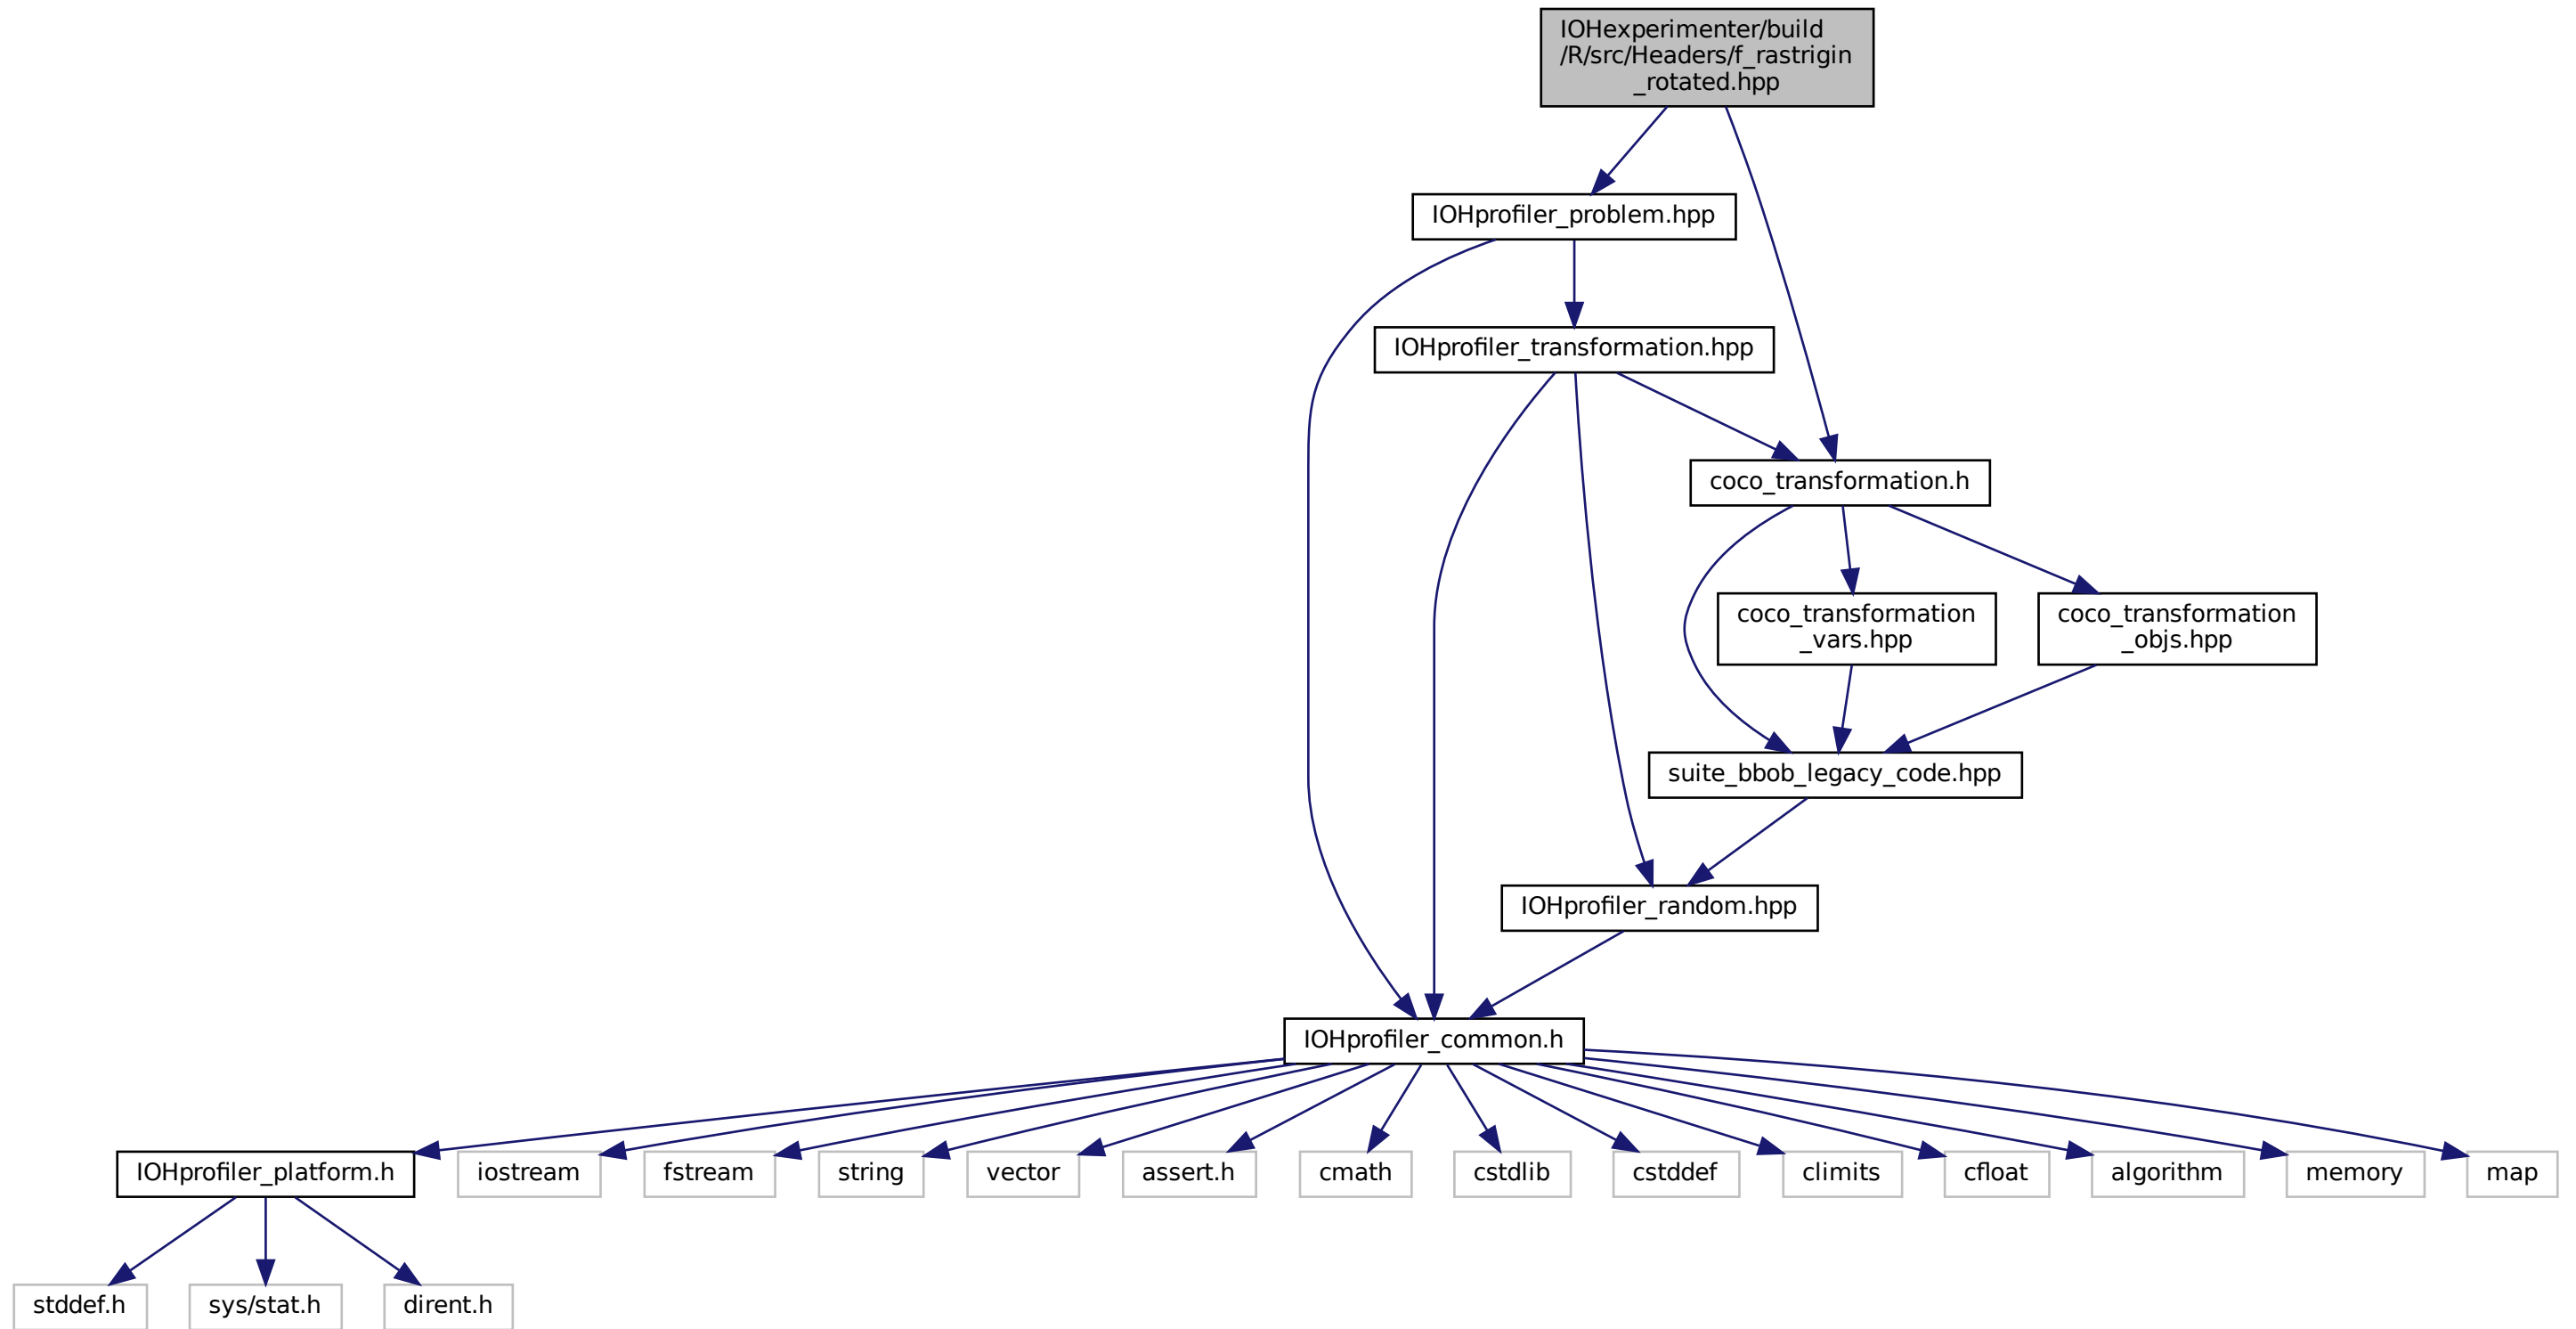 IOHexperimenter/build
/R/src/Headers/f_rastrigin
_rotated.hpp
IOHprofiler_problem.hpp
IOHprofiler_transformation.hpp
coco_transformation.h
coco_transformation
_vars.hpp
coco_transformation
_objs.hpp
suite_bbob_legacy_code.hpp
IOHprofiler_random.hpp
IOHprofiler_common.h
IOHprofiler_platform.h
iostream
fstream
string
vector
assert.h
cmath
cstdlib
cstddef
climits
cfloat
algorithm
memory
map
stddef.h
sys/stat.h
dirent.h